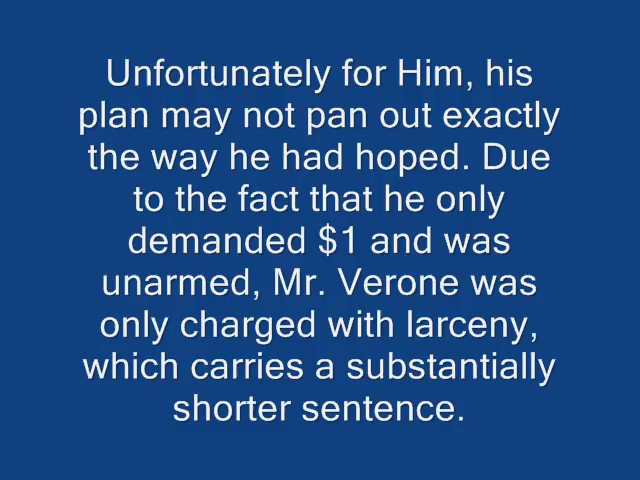 Unfortunately for Him, his
plan may not pan out exactly
the way he had hoped. Due
to the fact that he only
demanded $1 and was
unarmed, Mr. Verone was
only charged with larceny,
which carries a substantially
shorter sentence.